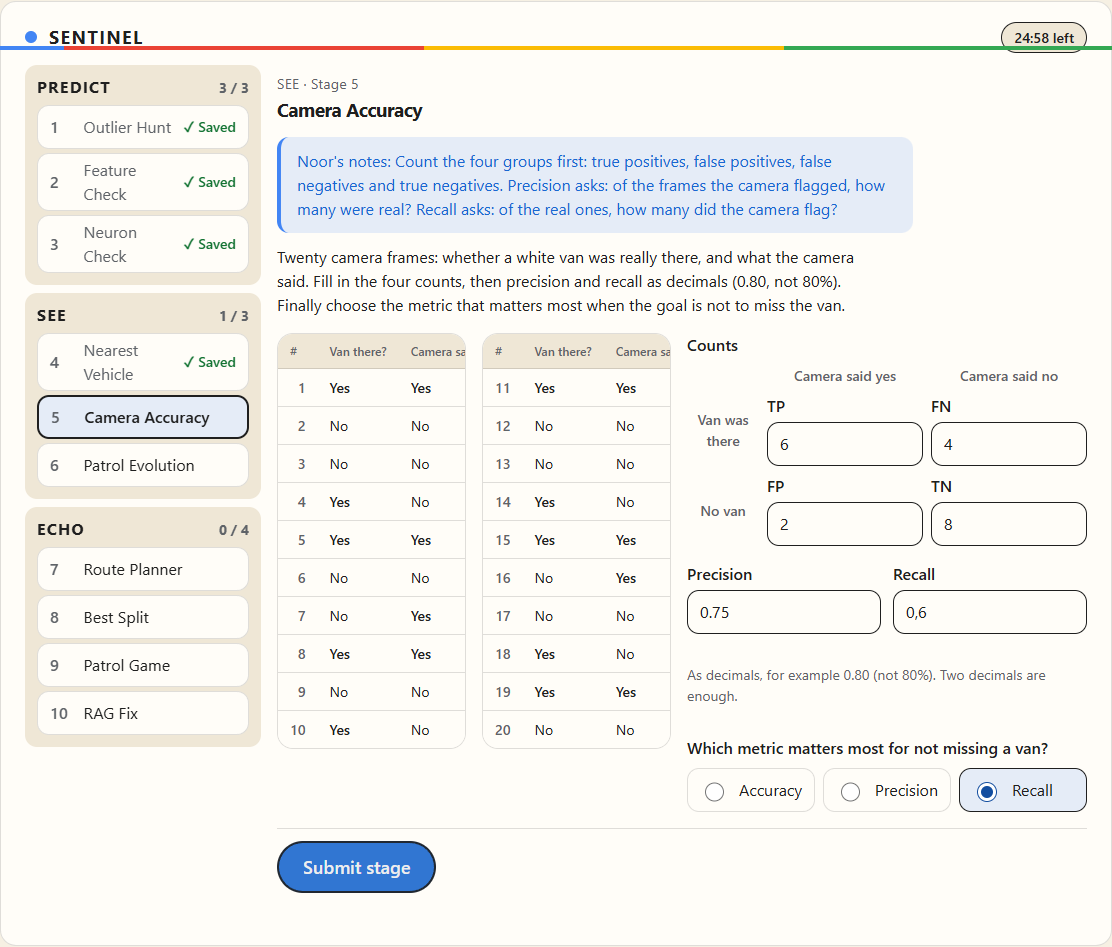 SENTINEL
24:58 left
PREDICT 3 / 3
1 Outlier Hunt ✓ Saved
2 Feature Check ✓ Saved
3 Neuron Check ✓ Saved
SEE 1 / 3
4 Nearest Vehicle ✓ Saved
5 Camera Accuracy
6 Patrol Evolution
ECHO 0 / 4
7 Route Planner
8 Best Split
9 Patrol Game
10 RAG Fix
SEE · Stage 5
Camera Accuracy
Noor's notes: Count the four groups first: true positives, false positives, false
negatives and true negatives. Precision asks: of the frames the camera flagged, how
many were real? Recall asks: of the real ones, how many did the camera flag?
Twenty camera frames: whether a white van was really there, and what the camera
said. Fill in the four counts, then precision and recall as decimals (0.80, not 80%).
Finally choose the metric that matters most when the goal is not to miss the van.
# Van there? Camera sa
1 Yes Yes
2 No No
3 No No
4 Yes No
5 Yes Yes
6 No No
7 No Yes
8 Yes Yes
9 No No
10 Yes No
# Van there? Camera sa
11 Yes Yes
12 No No
13 No No
14 Yes No
15 Yes Yes
16 No Yes
17 No No
18 Yes No
19 Yes Yes
20 No No
Counts
Camera said yes Camera said no
Van was there
TP FN
6 4
No van
FP TN
2 8
Precision Recall
0.75 0,6
As decimals, for example 0.80 (not 80%). Two decimals are
enough.
Which metric matters most for not missing a van?
Accuracy Precision Recall
Submit stage